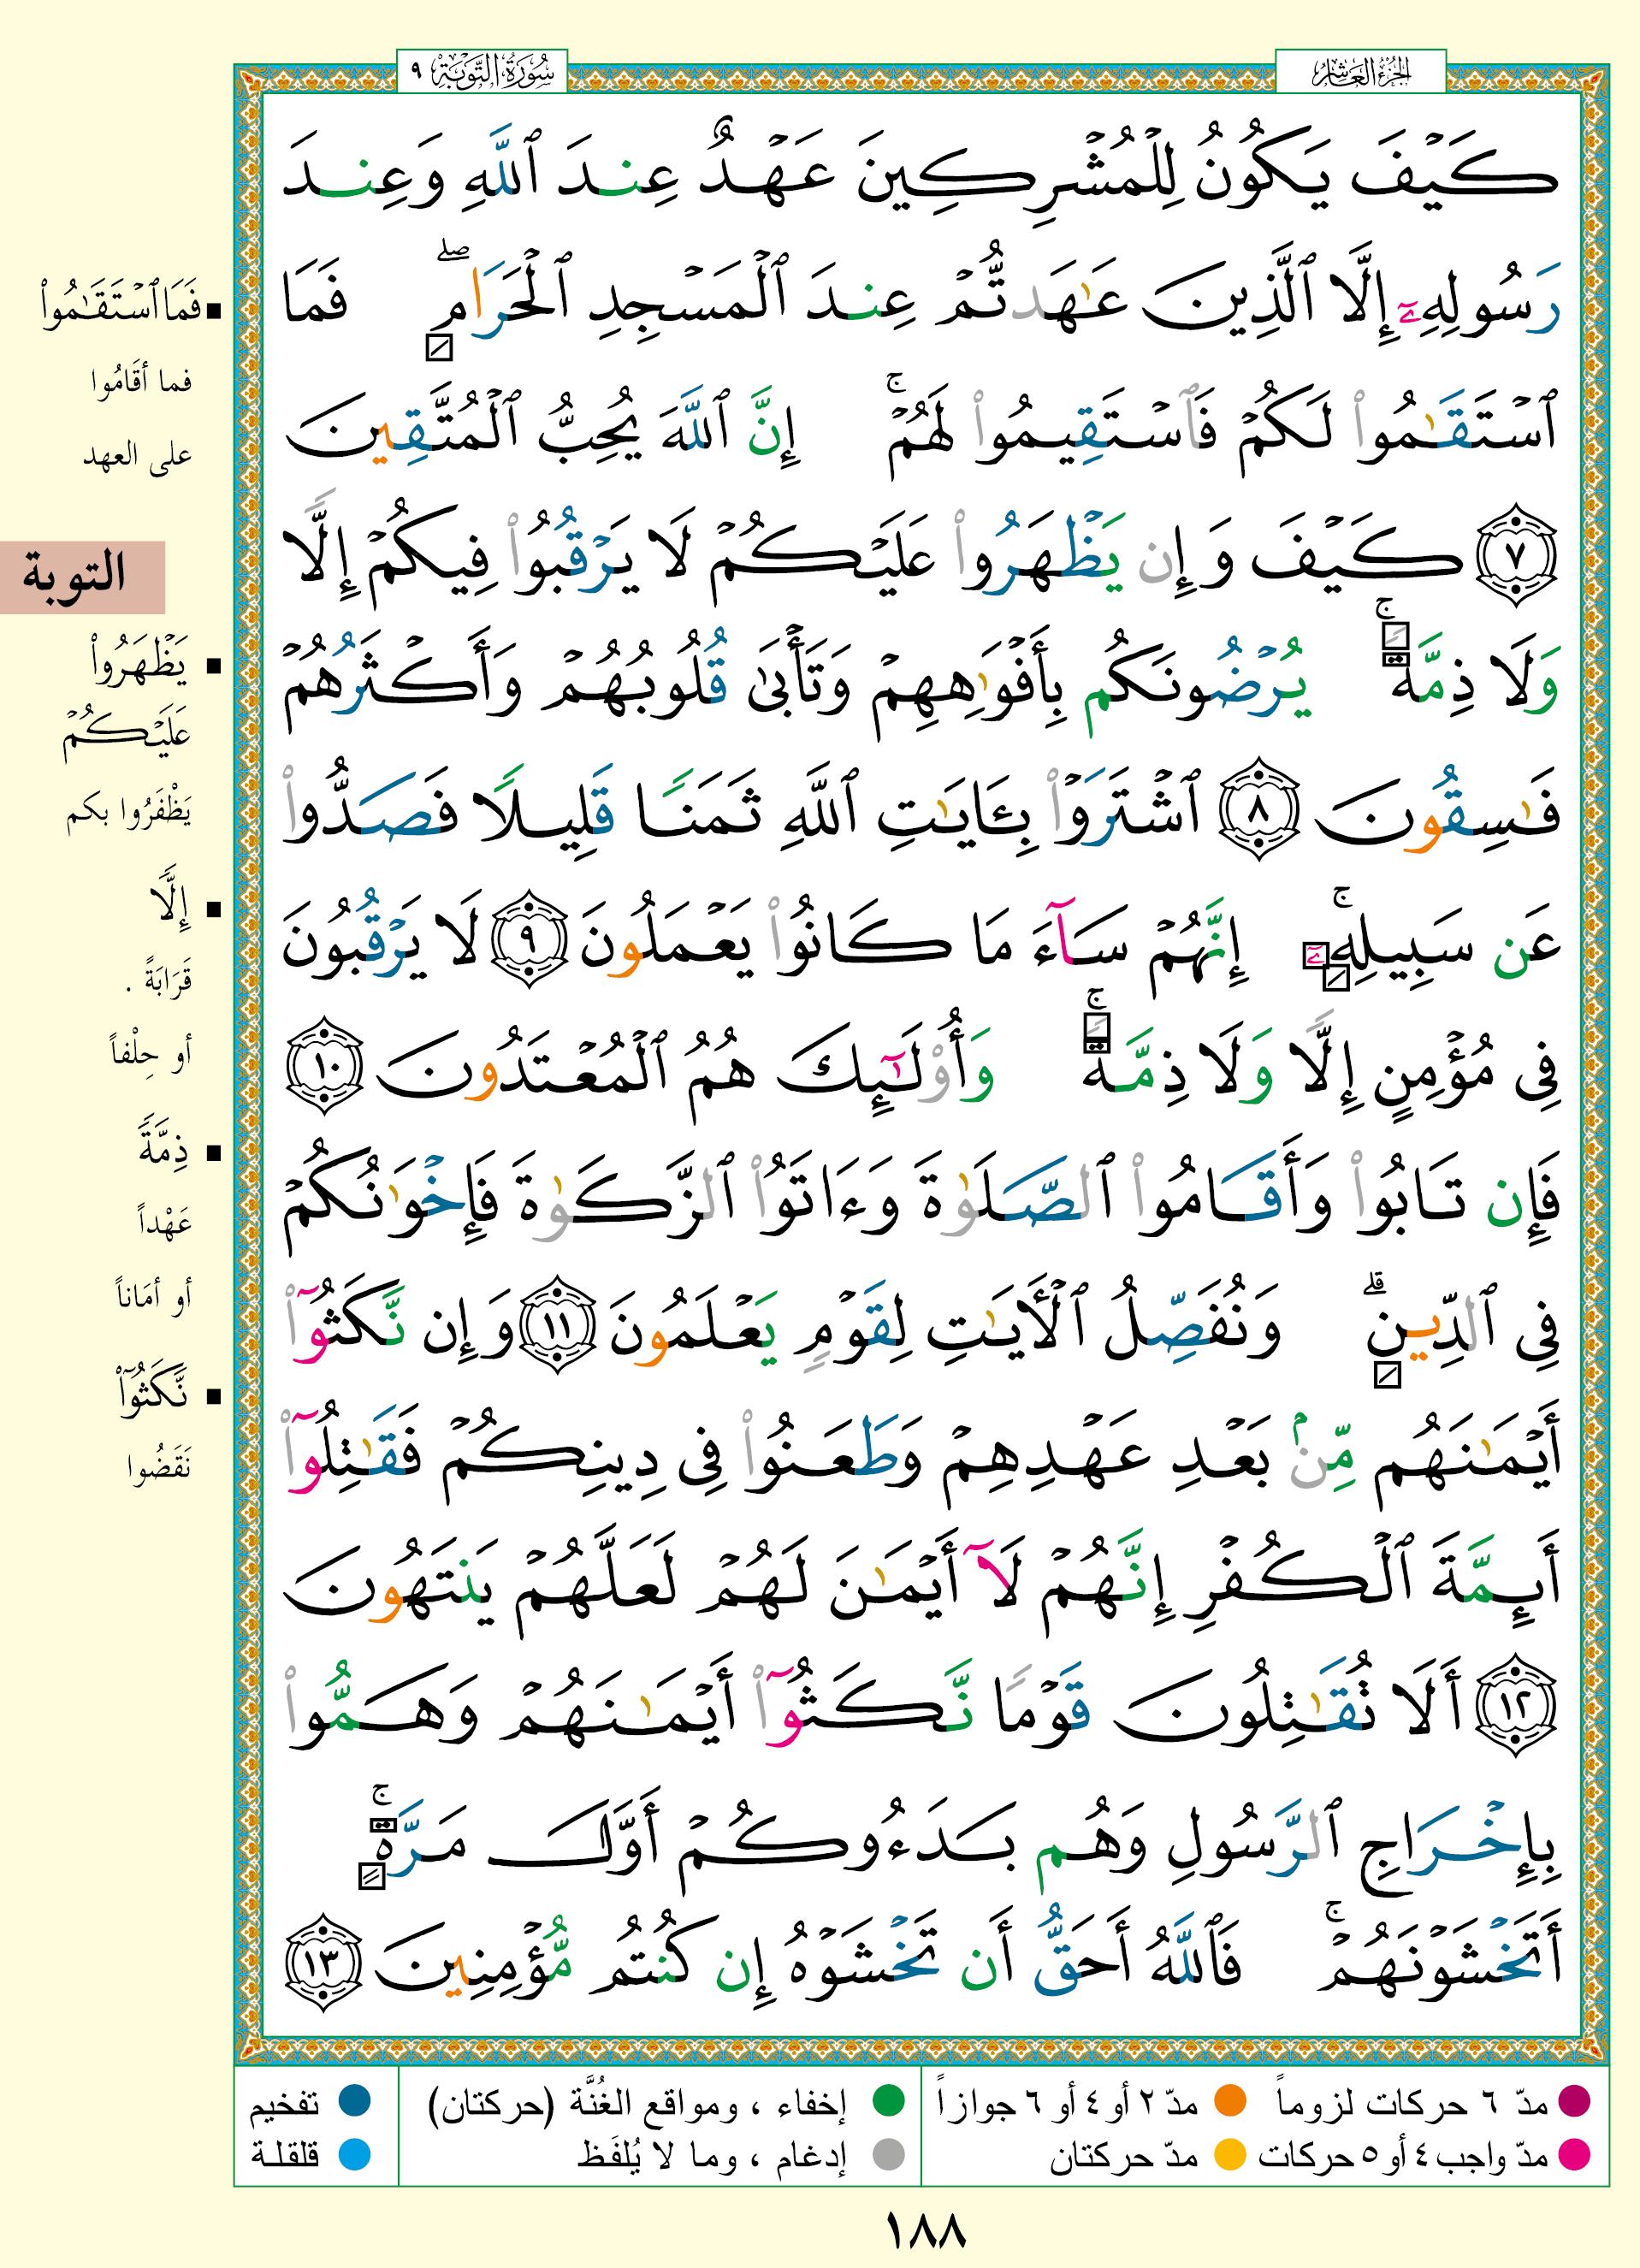 الجزء العاشر
سورة التوبة ٩
كَيْفَ يَكُونُ لِلْمُشْرِكِينَ عَهْدٌ عِندَ ٱللَّهِ وَعِندَ
رَسُولِهِۦٓ إِلَّا ٱلَّذِينَ عَٰهَدتُّمْ عِندَ ٱلْمَسْجِدِ ٱلْحَرَامِ ۖ فَمَا
ٱسْتَقَٰمُوا۟ لَكُمْ فَٱسْتَقِيمُوا۟ لَهُمْ ۚ إِنَّ ٱللَّهَ يُحِبُّ ٱلْمُتَّقِينَ
٧ كَيْفَ وَإِن يَظْهَرُوا۟ عَلَيْكُمْ لَا يَرْقُبُوا۟ فِيكُمْ إِلًّا
وَلَا ذِمَّةً ۚ يُرْضُونَكُم بِأَفْوَٰهِهِمْ وَتَأْبَىٰ قُلُوبُهُمْ وَأَكْثَرُهُمْ
فَٰسِقُونَ ٨ ٱشْتَرَوْا۟ بِـَٔايَٰتِ ٱللَّهِ ثَمَنًا قَلِيلًا فَصَدُّوا۟
عَن سَبِيلِهِۦٓ ۚ إِنَّهُمْ سَآءَ مَا كَانُوا۟ يَعْمَلُونَ ٩ لَا يَرْقُبُونَ
فِى مُؤْمِنٍ إِلًّا وَلَا ذِمَّةً ۚ وَأُو۟لَٰٓئِكَ هُمُ ٱلْمُعْتَدُونَ ١٠
فَإِن تَابُوا۟ وَأَقَامُوا۟ ٱلصَّلَوٰةَ وَءَاتَوُا۟ ٱلزَّكَوٰةَ فَإِخْوَٰنُكُمْ
فِى ٱلدِّينِ ۗ وَنُفَصِّلُ ٱلْءَايَٰتِ لِقَوْمٍ يَعْلَمُونَ ١١ وَإِن نَّكَثُوٓا۟
أَيْمَٰنَهُم مِّنۢ بَعْدِ عَهْدِهِمْ وَطَعَنُوا۟ فِى دِينِكُمْ فَقَٰتِلُوٓا۟
أَئِمَّةَ ٱلْكُفْرِ إِنَّهُمْ لَآ أَيْمَٰنَ لَهُمْ لَعَلَّهُمْ يَنتَهُونَ
١٢ أَلَا تُقَٰتِلُونَ قَوْمًا نَّكَثُوٓا۟ أَيْمَٰنَهُمْ وَهَمُّوا۟
بِإِخْرَاجِ ٱلرَّسُولِ وَهُم بَدَءُوكُمْ أَوَّلَ مَرَّةٍ ۚ
أَتَخْشَوْنَهُمْ ۚ فَٱللَّهُ أَحَقُّ أَن تَخْشَوْهُ إِن كُنتُم مُّؤْمِنِينَ ١٣
▪ فَمَا ٱسْتَقَٰمُوا۟
فما أقَامُوا
على العهد
التوبة
▪ يَظْهَرُوا۟
عَلَيْكُمْ
يَظْفَرُوا بكم
▪ إِلًّا
قَرَابَةً .
أو حِلْفاً
▪ ذِمَّةً
عَهْداً
أو أمَاناً
▪ نَّكَثُوٓا۟
نَقَضُوا
مدّ ٦ حركات لزوماً
مدّ ٢ أو ٤ أو ٦ جوازاً
إخفاء ، ومواقع الغُنَّة (حركتان)
تفخيم
مدّ واجب ٤ أو ٥ حركات
مدّ حركتان
إدغام ، وما لا يُلفَظ
قلقلة
١٨٨